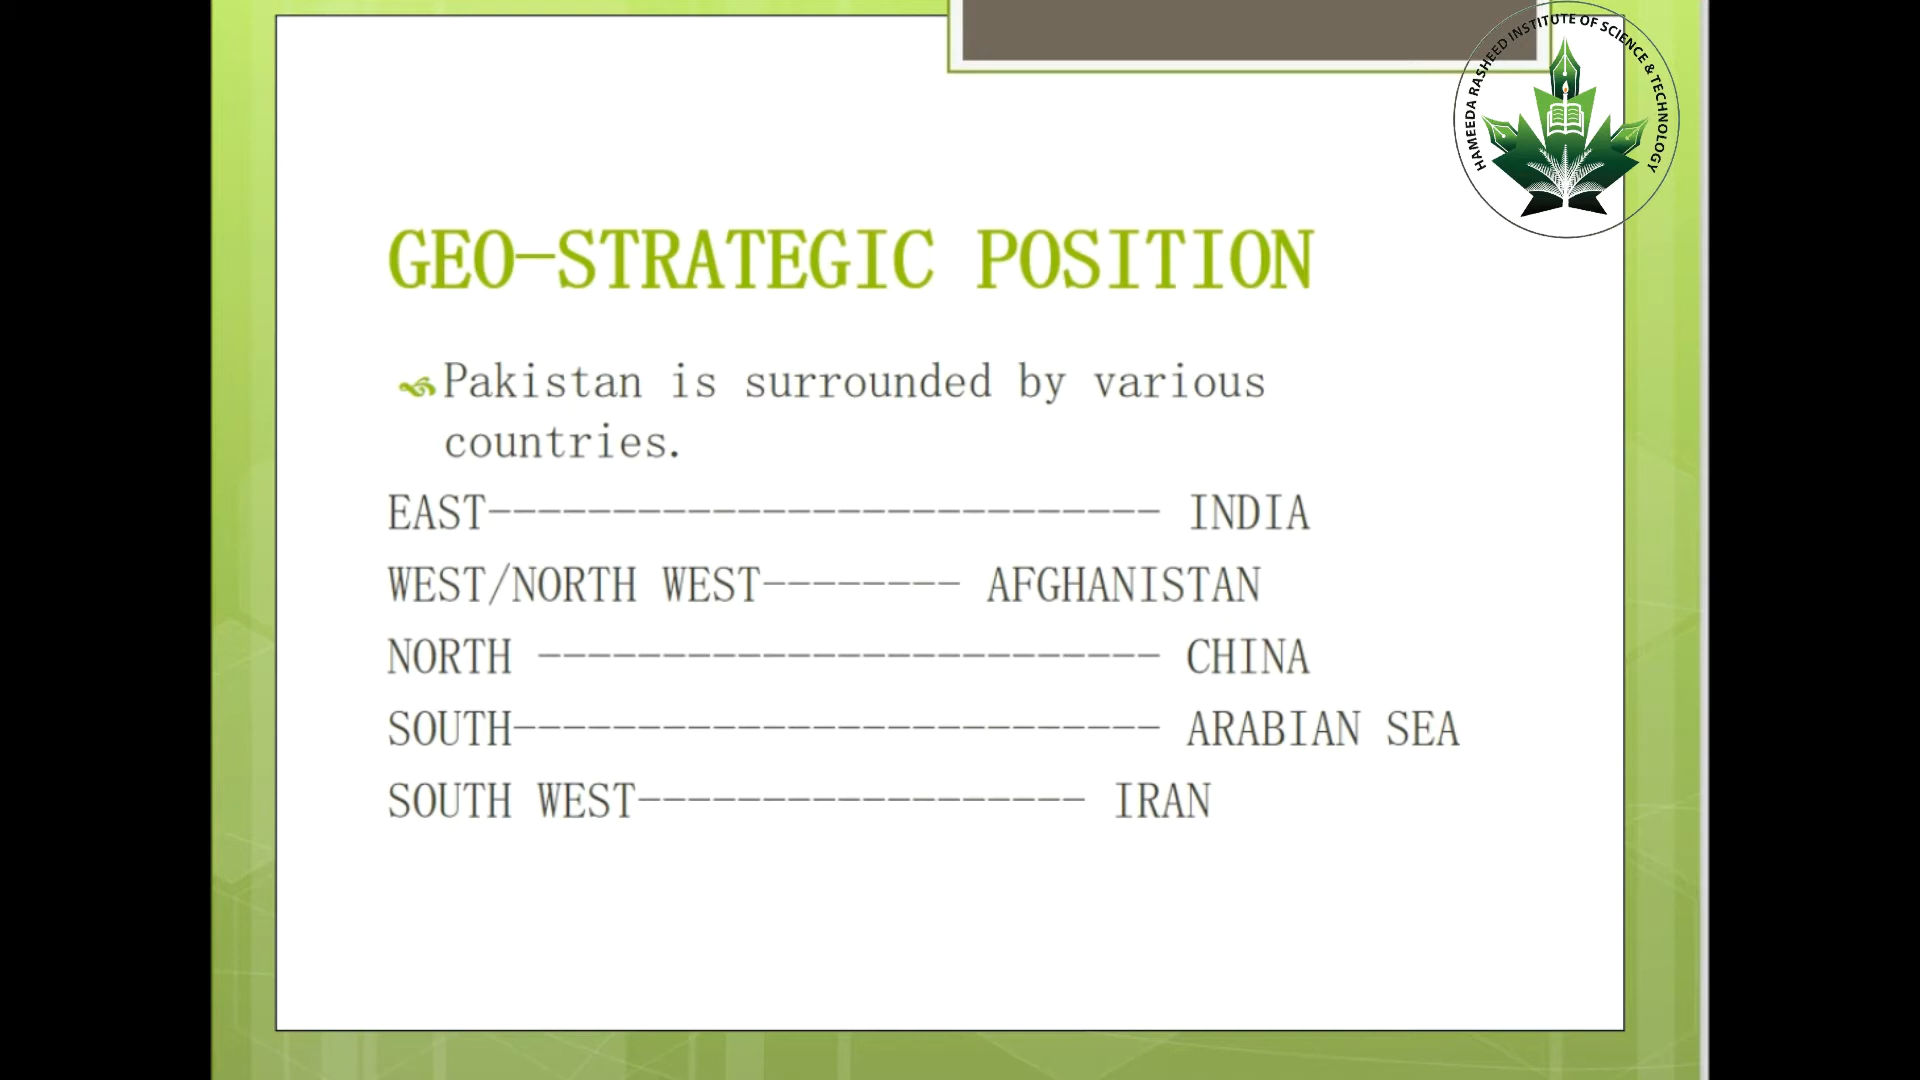 HAMEEDA RASHEED INSTITUTE OF SCIENCE & TECHNOLOGY
GEO-STRATEGIC POSITION
Pakistan is surrounded by various
countries.
EAST--------------------------- INDIA
WEST/NORTH WEST-------- AFGHANISTAN
NORTH ------------------------- CHINA
SOUTH-------------------------- ARABIAN SEA
SOUTH WEST------------------ IRAN